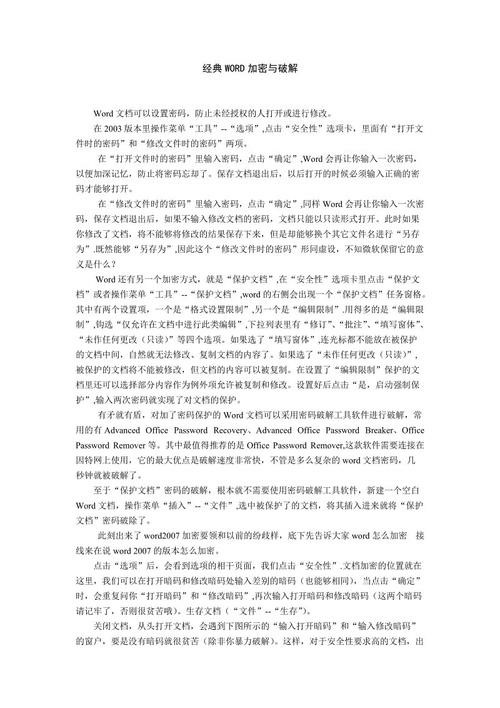 经典WORD加密与破解
Word 文档可以设置密码，防止未经授权的人打开或进行修改。
在 2003 版本里操作菜单“工具”--“选项”,点击“安全性”选项卡，里面有“打开文
件时的密码”和“修改文件时的密码”两项。
在“打开文件时的密码”里输入密码，点击“确定”,Word 会再让你输入一次密码，
以便加深记忆，防止将密码忘却了。保存文档退出后，以后打开的时候必须输入正确的密
码才能够打开。
在“修改文件时的密码”里输入密码，点击“确定”,同样 Word 会再让你输入一次密
码，保存文档退出后，如果不输入修改文档的密码，文档只能以只读形式打开。此时如果
你修改了文档，将不能够将修改的结果保存下来，但是却能够换个其它文件名进行“另存
为”.既然能够“另存为”,因此这个“修改文件时的密码”形同虚设，不知微软保留它的意
义是什么？
Word 还有另一个加密方式，就是“保护文档”,在“安全性”选项卡里点击“保护文
档”或者操作菜单“工具”--“保护文档”,word 的右侧会出现一个“保护文档”任务窗格。
其中有两个设置项，一个是“格式设置限制”,另一个是“编辑限制”.用得多的是“编辑限
制”,钩选“仅允许在文档中进行此类编辑”,下拉列表里有“修订”、“批注”、“填写窗体”、
“未作任何更改（只读）”等四个选项。如果选了“填写窗体”,连光标都不能放在被保护
的文档中间，自然就无法修改、复制文档的内容了。如果选了“未作任何更改（只读）”,
被保护的文档将不能被修改，但文档的内容可以被复制。在设置了“编辑限制”保护的文
档里还可以选择部分内容作为例外项允许被复制和修改。设置好后点击“是，启动强制保
护”,输入两次密码就实现了对文档的保护。
有矛就有盾，对加了密码保护的 Word 文档可以采用密码破解工具软件进行破解，常
用的有 Advanced Office Password Recovery、Advanced Office Password Breaker、Office
Password Remover 等。其中最值得推荐的是 Office Password Remover,这款软件需要连接在
因特网上使用，它的最大优点是破解速度非常快，不管是多么复杂的 word 文档密码，几
秒钟就被破解了。
至于“保护文档”密码的破解，根本就不需要使用密码破解工具软件，新建一个空白
Word 文档，操作菜单“插入”--“文件”,选中被保护了的文档，将其插入进来就将“保护
文档”密码破除了。
此刻出来了 word2007 加密要领和以前的纷歧样，底下先告诉大家 word 怎么加密 接
线来在说 word 2007 的版本怎么加密。
点击“选项”后，会看到选项的相干页面，我们点击“安全性”.文档加密的位置就在
这里，我们可以在打开暗码和修改暗码处输入差别的暗码（也能够相同），当点击“确定”
时，会重复问你“打开暗码”和“修改暗码”,再次输入打开暗码和修改暗码（这两个暗码
请记牢了，否则很贫苦哦）。生存文档（“文件”--“生存”）。
关闭文档，从头打开文档，会遇到下图所示的“输入打开暗码”和“输入修改暗码”
的窗户，要是没有暗码就很贫苦（除非你暴力破解）。这样，对于安全性要求高的文档，出